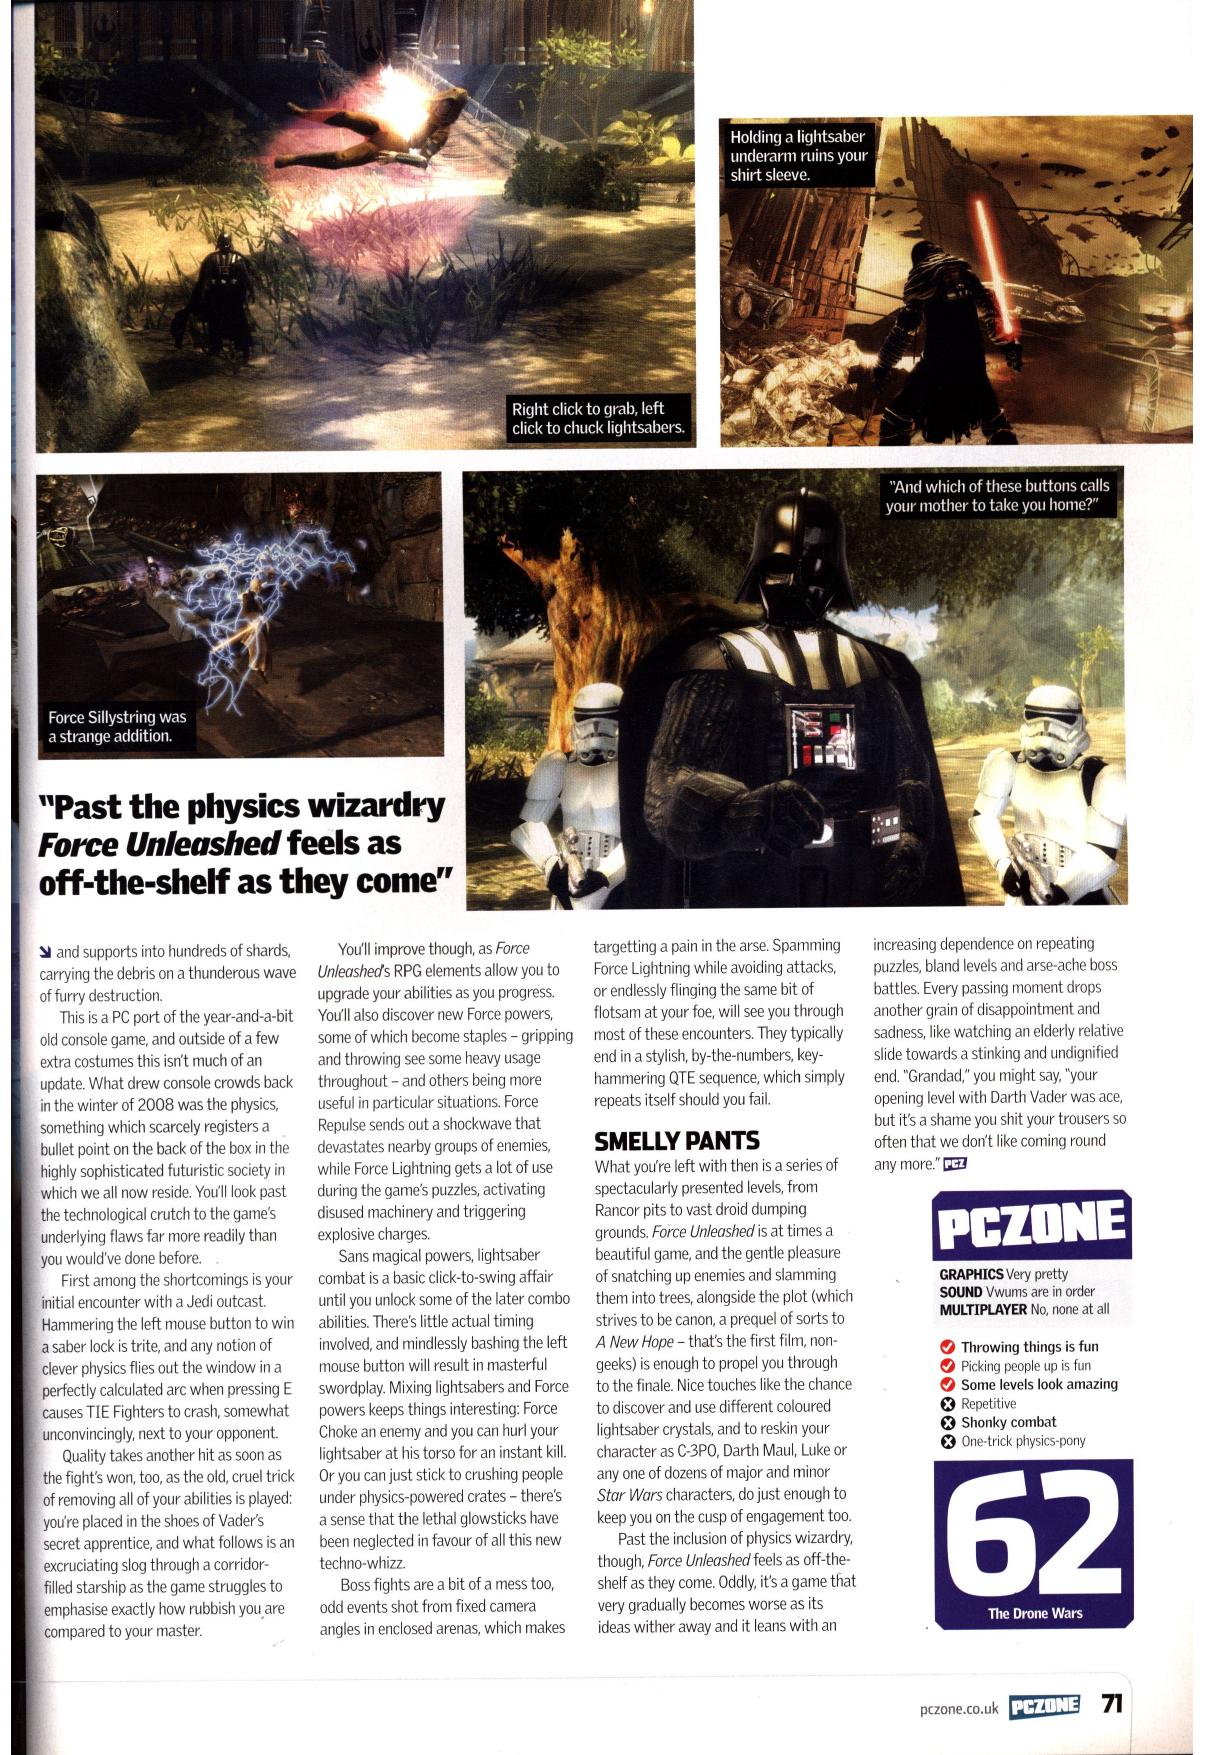 Holding a lightsaber
underarm ruins your
shirt sleeve.
Right click to grab, left
click to chuck lightsabers.
"And which of these buttons calls
your mother to take you home?"
Force Sillystring was
a strange addition.
"Past the physics wizardry
Force Unleashed feels as
off-the-shelf as they come"
and supports into hundreds of shards,
carrying the debris on a thunderous wave
of furry destruction.
This is a PC port of the year-and-a-bit
old console game, and outside of a few
extra costumes this isn't much of an
update. What drew console crowds back
in the winter of 2008 was the physics,
something which scarcely registers a
bullet point on the back of the box in the
highly sophisticated futuristic society in
which we all now reside. You'll look past
the technological crutch to the game's
underlying flaws far more readily than
you would've done before.
First among the shortcomings is your
initial encounter with a Jedi outcast.
Hammering the left mouse button to win
a saber lock is trite, and any notion of
clever physics flies out the window in a
perfectly calculated arc when pressing E
causes TIE Fighters to crash, somewhat
unconvincingly, next to your opponent.
Quality takes another hit as soon as
the fight's won, too, as the old, cruel trick
of removing all of your abilities is played:
you're placed in the shoes of Vader's
secret apprentice, and what follows is an
excruciating slog through a corridor-
filled starship as the game struggles to
emphasise exactly how rubbish you are
compared to your master.
You'll improve though, as Force
Unleashed's RPG elements allow you to
upgrade your abilities as you progress.
You'll also discover new Force powers,
some of which become staples – gripping
and throwing see some heavy usage
throughout – and others being more
useful in particular situations. Force
Repulse sends out a shockwave that
devastates nearby groups of enemies,
while Force Lightning gets a lot of use
during the game's puzzles, activating
disused machinery and triggering
explosive charges.
Sans magical powers, lightsaber
combat is a basic click-to-swing affair
until you unlock some of the later combo
abilities. There's little actual timing
involved, and mindlessly bashing the left
mouse button will result in masterful
swordplay. Mixing lightsabers and Force
powers keeps things interesting: Force
Choke an enemy and you can hurl your
lightsaber at his torso for an instant kill.
Or you can just stick to crushing people
under physics-powered crates – there's
a sense that the lethal glowsticks have
been neglected in favour of all this new
techno-whizz.
Boss fights are a bit of a mess too,
odd events shot from fixed camera
angles in enclosed arenas, which makes
targetting a pain in the arse. Spamming
Force Lightning while avoiding attacks,
or endlessly flinging the same bit of
flotsam at your foe, will see you through
most of these encounters. They typically
end in a stylish, by-the-numbers, key-
hammering QTE sequence, which simply
repeats itself should you fail.
SMELLY PANTS
What you're left with then is a series of
spectacularly presented levels, from
Rancor pits to vast droid dumping
grounds. Force Unleashed is at times a
beautiful game, and the gentle pleasure
of snatching up enemies and slamming
them into trees, alongside the plot (which
strives to be canon, a prequel of sorts to
A New Hope – that's the first film, non-
geeks) is enough to propel you through
to the finale. Nice touches like the chance
to discover and use different coloured
lightsaber crystals, and to reskin your
character as C-3PO, Darth Maul, Luke or
any one of dozens of major and minor
Star Wars characters, do just enough to
keep you on the cusp of engagement too.
Past the inclusion of physics wizardry,
though, Force Unleashed feels as off-the-
shelf as they come. Oddly, it's a game that
very gradually becomes worse as its
ideas wither away and it leans with an
increasing dependence on repeating
puzzles, bland levels and arse-ache boss
battles. Every passing moment drops
another grain of disappointment and
sadness, like watching an elderly relative
slide towards a stinking and undignified
end. "Grandad," you might say, "your
opening level with Darth Vader was ace,
but it's a shame you shit your trousers so
often that we don't like coming round
any more." PCZ
PCZONE
GRAPHICS Very pretty
SOUND Vwums are in order
MULTIPLAYER No, none at all
Throwing things is fun
Picking people up is fun
Some levels look amazing
Repetitive
Shonky combat
One-trick physics-pony
62
The Drone Wars
pczone.co.uk PCZONE 71